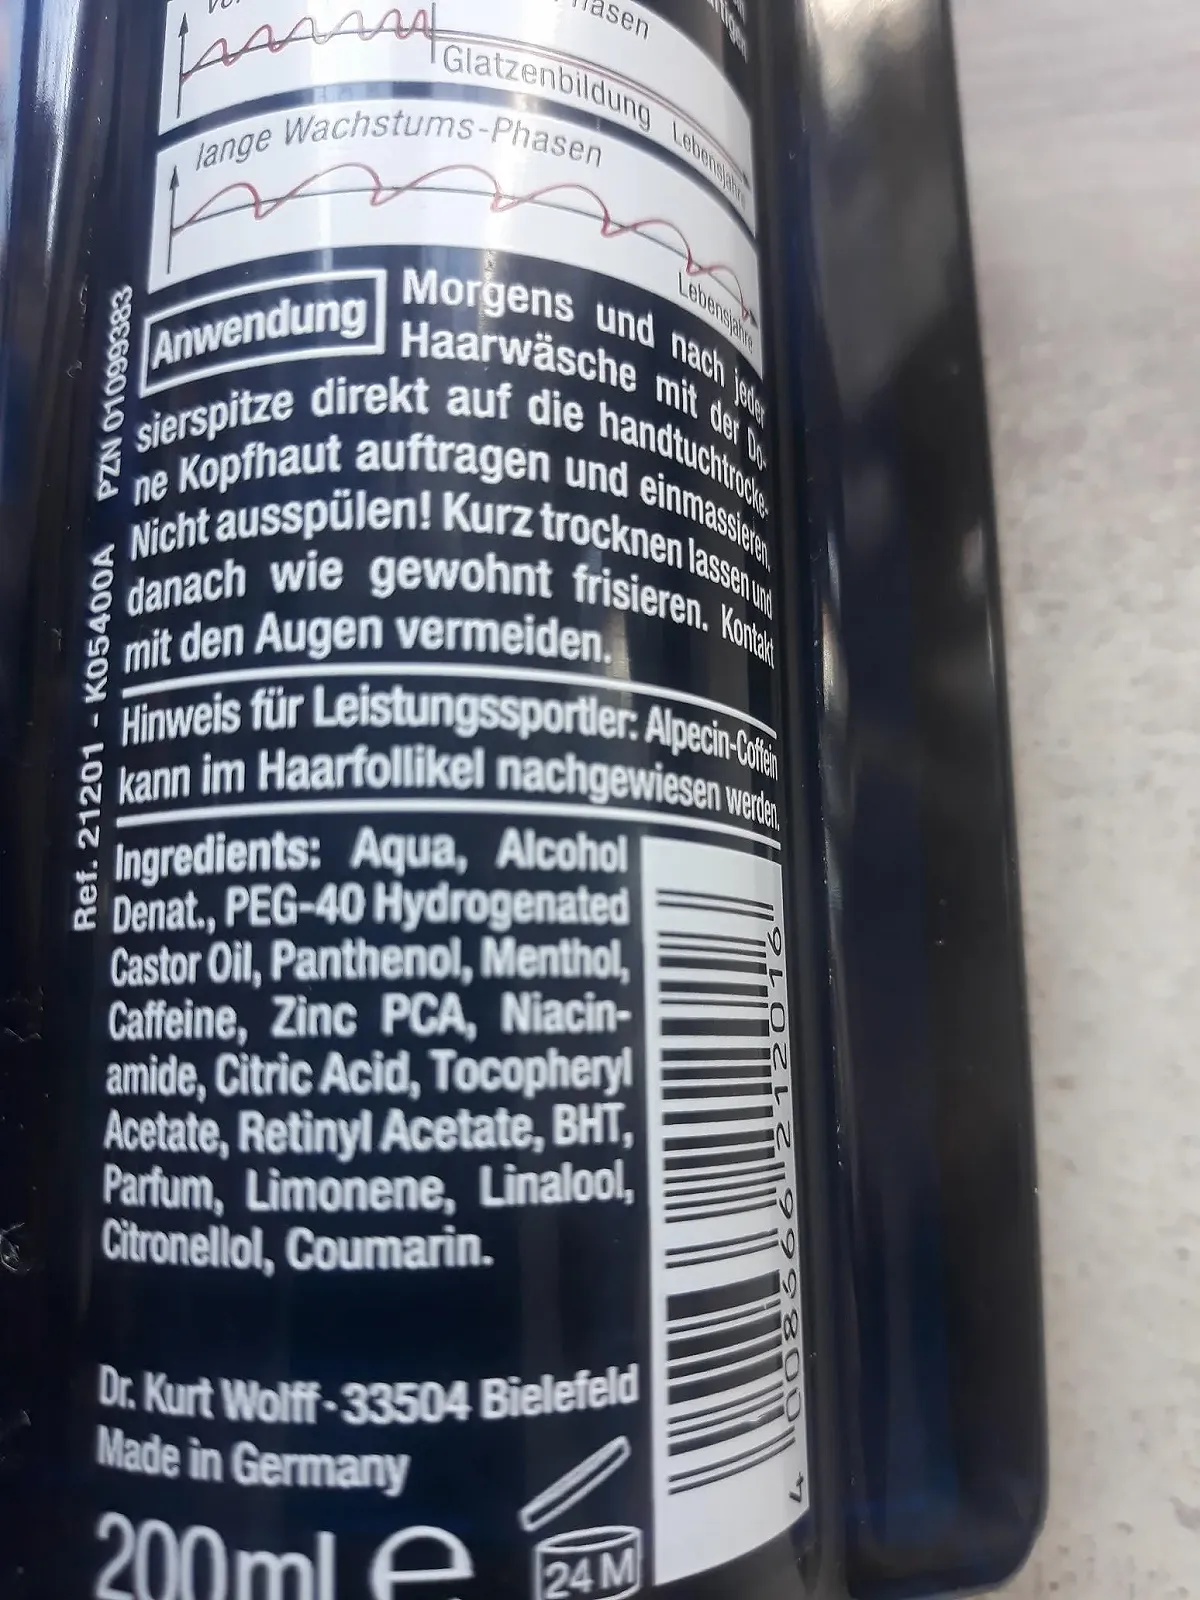 Glatzenbildung
Lebensjahre
lange Wachstums-Phasen
Lebensjahre
Anwendung
Morgens und nach jeder
Haarwäsche mit der Do-
sierspitze direkt auf die handtuchtrocke-
ne Kopfhaut auftragen und einmassieren.
Nicht ausspülen! Kurz trocknen lassen und
danach wie gewohnt frisieren. Kontakt
mit den Augen vermeiden.
Hinweis für Leistungssportler: Alpecin-Coffein
kann im Haarfollikel nachgewiesen werden.
Ingredients: Aqua, Alcohol
Denat., PEG-40 Hydrogenated
Castor Oil, Panthenol, Menthol,
Caffeine, Zinc PCA, Niacin-
amide, Citric Acid, Tocopheryl
Acetate, Retinyl Acetate, BHT,
Parfum, Limonene, Linalool,
Citronellol, Coumarin.
Dr. Kurt Wolff - 33504 Bielefeld
Made in Germany
200ml e
24 M
4 008666 212016
Ref. 21201 - K05400A PZN 01099383